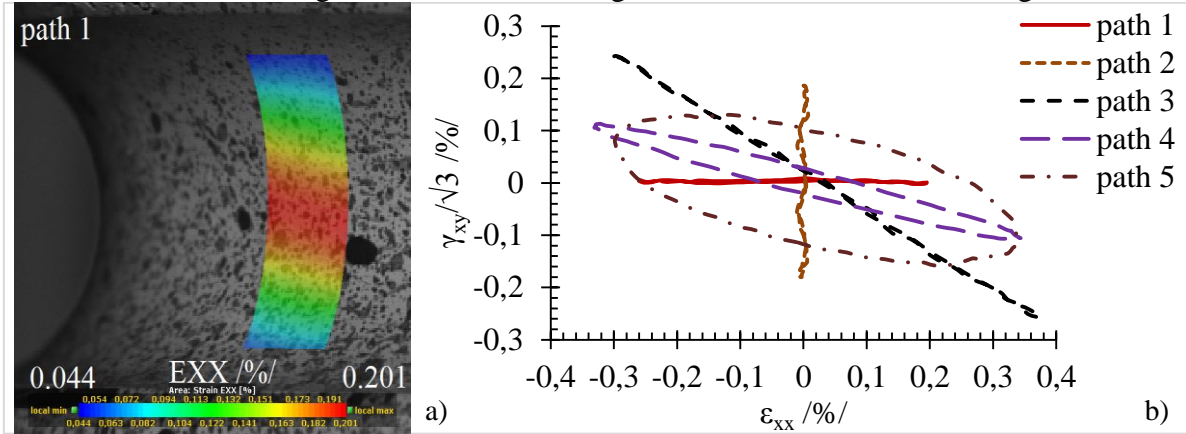 path 1
0.044 EXX /%/ 0.201
Area: Strain EXX [%]
0,054 0,072 0,094 0,113 0,131 0,151 0,173 0,191
local min local max
0,044 0,063 0,082 0,104 0,122 0,141 0,163 0,182 0,201
a)
0,3
0,2
0,1
0
-0,1
-0,2
-0,3
-0,4 -0,3 -0,2 -0,1 0 0,1 0,2 0,3 0,4
γxy/√3 /%/
εxx /%/
path 1
path 2
path 3
path 4
path 5
b)